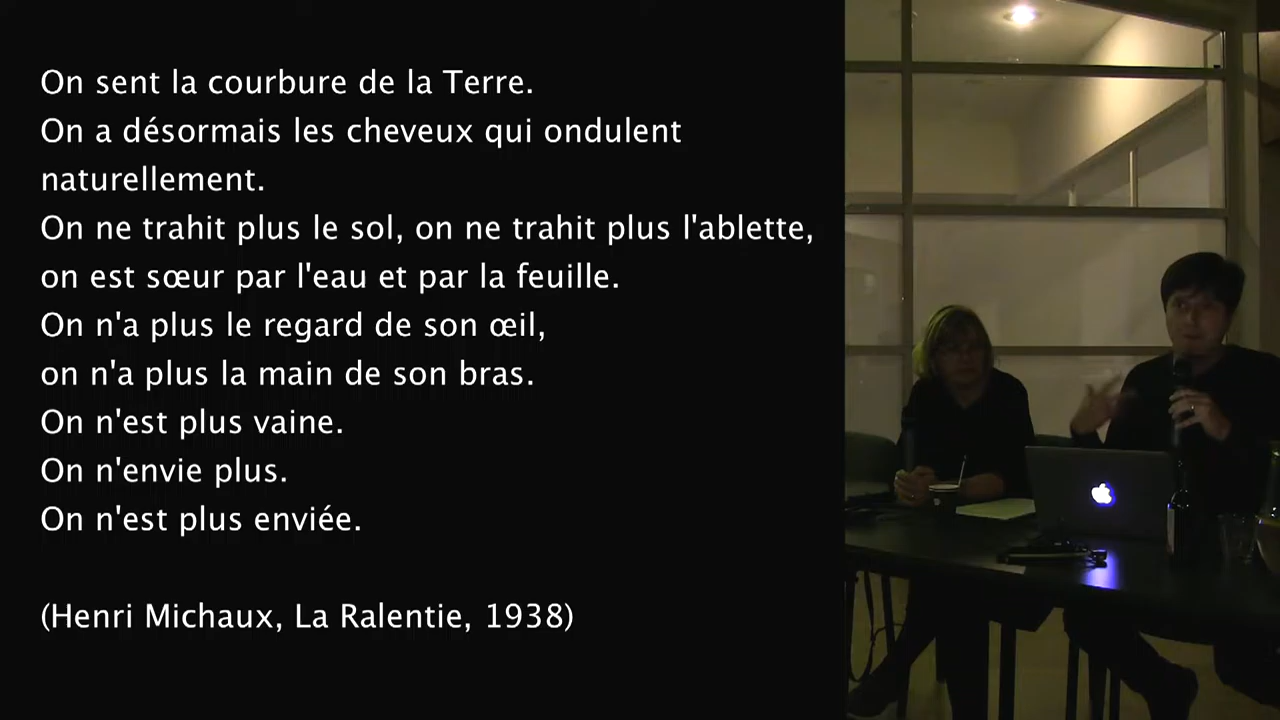 On sent la courbure de la Terre.
On a désormais les cheveux qui ondulent
naturellement.
On ne trahit plus le sol, on ne trahit plus l'ablette,
on est sœur par l'eau et par la feuille.
On n'a plus le regard de son œil,
on n'a plus la main de son bras.
On n'est plus vaine.
On n'envie plus.
On n'est plus enviée.
(Henri Michaux, La Ralentie, 1938)